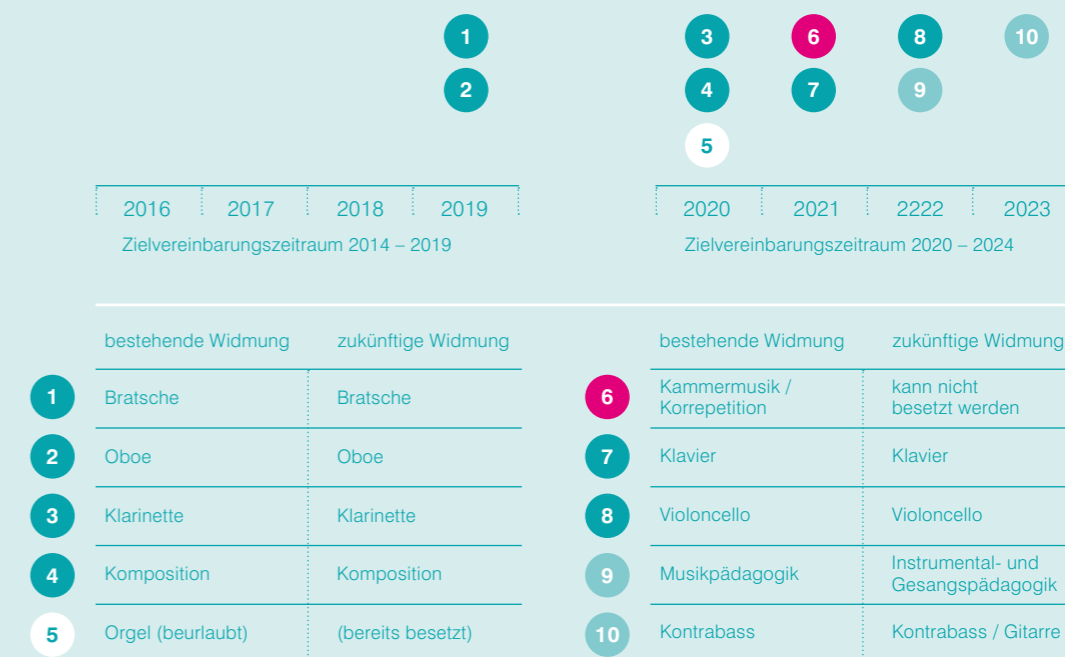 1 3 6 8 10
2 4 7 9
5
2016 2017 2018 2019 2020 2021 2222 2023
Zielvereinbarungszeitraum 2014 – 2019 Zielvereinbarungszeitraum 2020 – 2024
bestehende Widmung zukünftige Widmung
1 Bratsche Bratsche
2 Oboe Oboe
3 Klarinette Klarinette
4 Komposition Komposition
5 Orgel (beurlaubt) (bereits besetzt)
bestehende Widmung zukünftige Widmung
6 Kammermusik / kann nicht
Korrepetition besetzt werden
7 Klavier Klavier
8 Violoncello Violoncello
9 Musikpädagogik Instrumental- und
Gesangspädagogik
10 Kontrabass Kontrabass / Gitarre